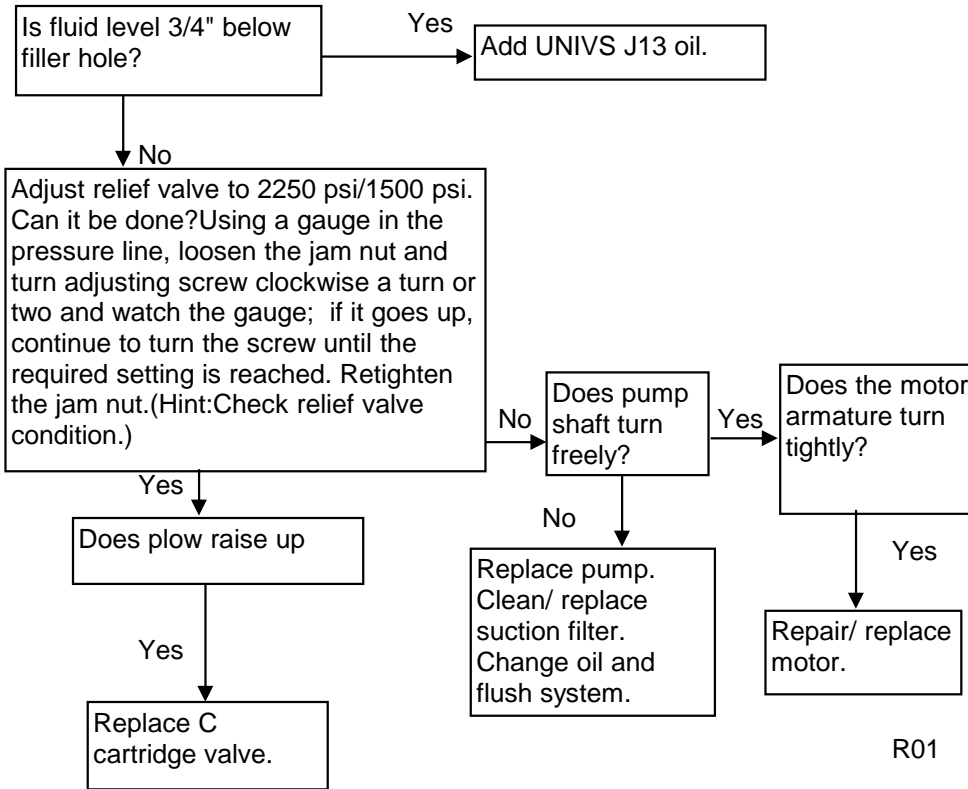 Is fluid level 3/4" below
filler hole?
Yes
Add UNIVS J13 oil.
No
Adjust relief valve to 2250 psi/1500 psi.
Can it be done?Using a gauge in the
pressure line, loosen the jam nut and
turn adjusting screw clockwise a turn or
two and watch the gauge;  if it goes up,
continue to turn the screw until the
required setting is reached. Retighten
the jam nut.(Hint:Check relief valve
condition.)
No
Does pump
shaft turn
freely?
Yes
Does the motor
armature turn
tightly?
Yes
Does plow raise up
No
Replace pump.
Clean/ replace
suction filter.
Change oil and
flush system.
Yes
Repair/ replace
motor.
Yes
Replace C
cartridge valve.
R01